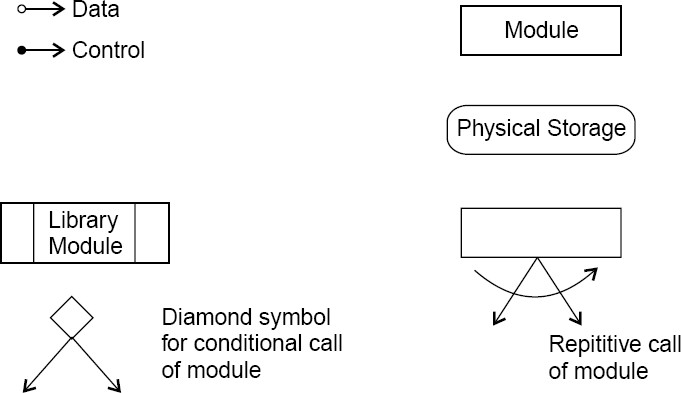 Data
Control
Module
Physical Storage
Library
Module
Diamond symbol
for conditional call
of module
Repititive call
of module